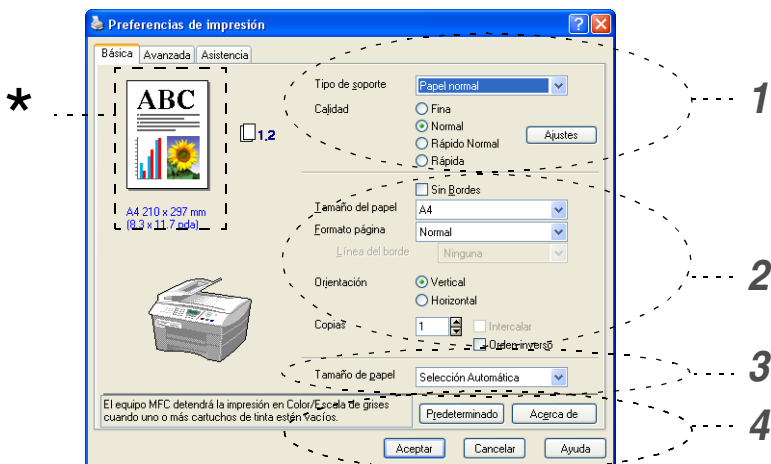 Preferencias de impresión
Básica Avanzada Asistencia
*
ABC
1,2
A4 210 x 297 mm
(8.3 x 11.7 pda)
Tipo de soporte Papel normal
Calidad Fina
Normal
Rápido Normal
Rápida
Ajustes
1
Sin Bordes
Tamaño del papel A4
Formato página Normal
Línea del borde Ninguna
Orientación Vertical
Horizontal
Copias 1 Intercalar
Orden inverso
2
Tamaño de papel Selección Automática
3
El equipo MFC detendrá la impresión en Color/Escala de grises
cuando uno o más cartuchos de tinta estén vacíos.
Predeterminado Acerca de
4
Aceptar Cancelar Ayuda